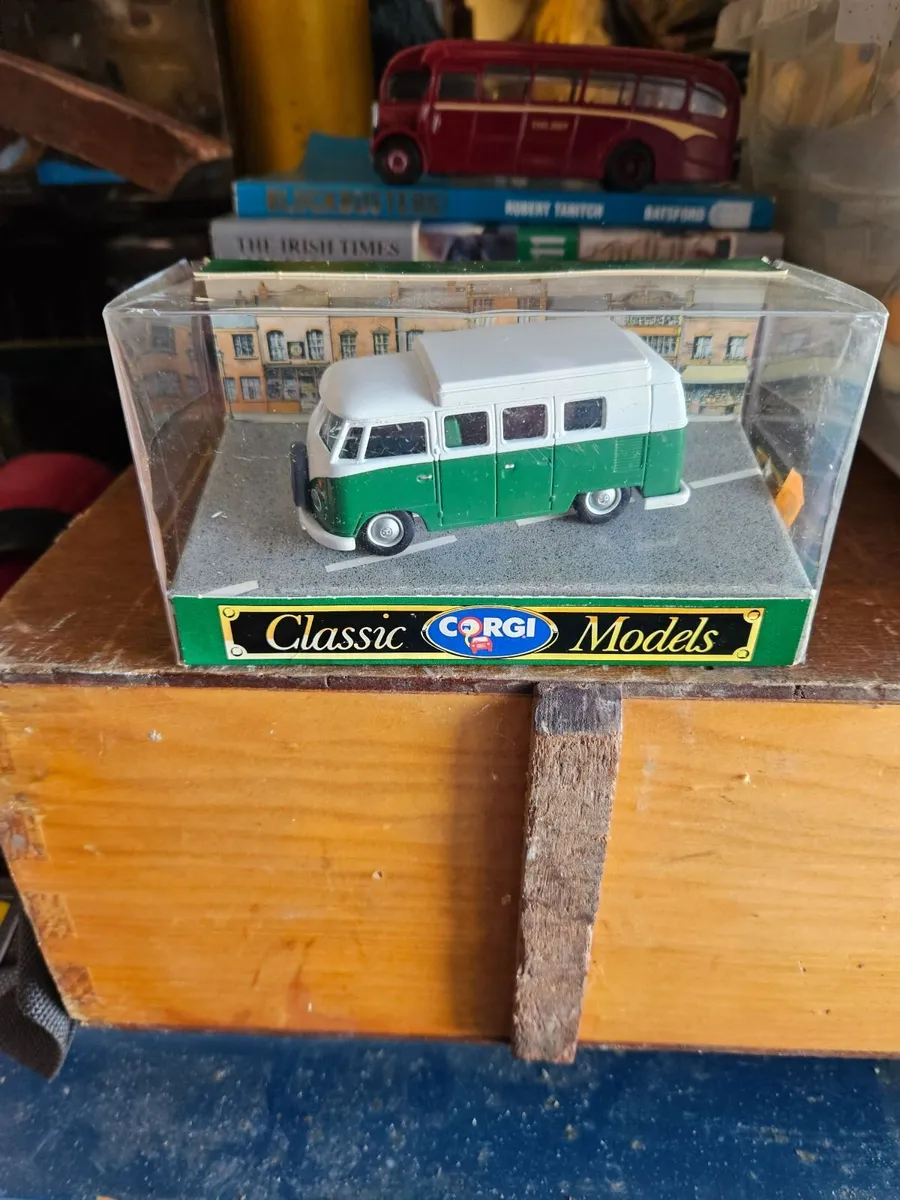 BLOCKBUSTERS ROBERT TANITCH BATSFORD
THE IRISH TIMES
Classic CORGI Models